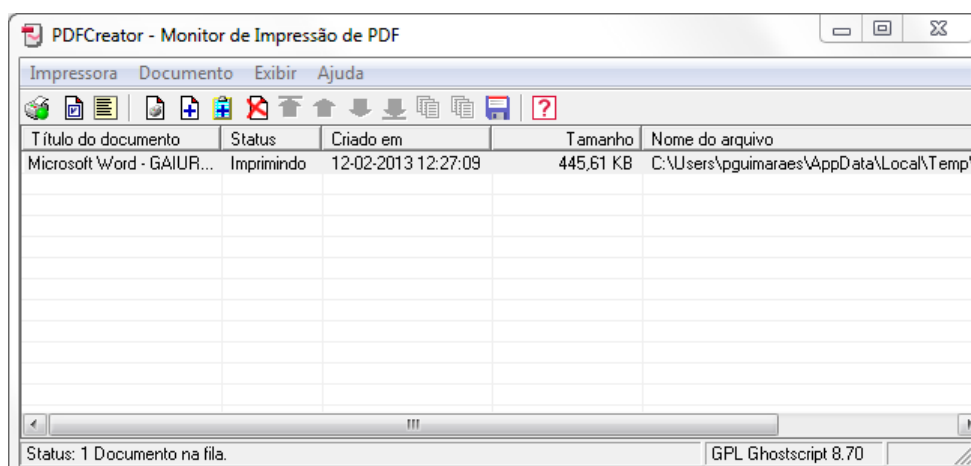 PDFCreator - Monitor de Impressão de PDF
Impressora Documento Exibir Ajuda
Título do documento Status Criado em Tamanho Nome do arquivo
Microsoft Word - GAIUR... Imprimindo 12-02-2013 12:27:09 445,61 KB C:\Users\pguimaraes\AppData\Local\Temp\
Status: 1 Documento na fila. GPL Ghostscript 8.70